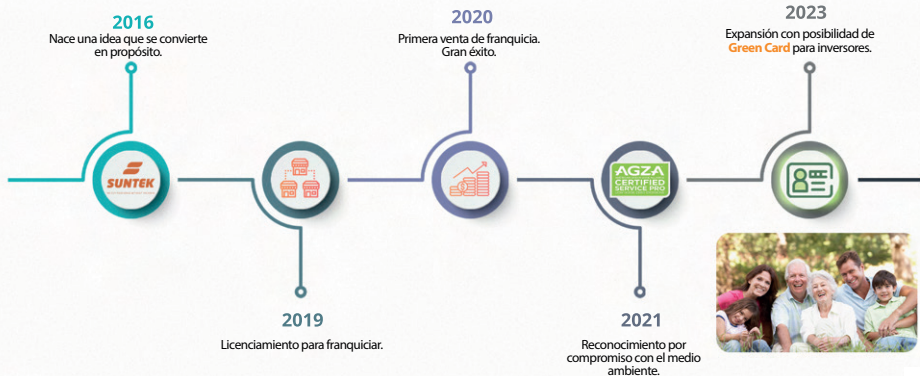 2016
Nace una idea que se convierte
en propósito.
2020
Primera venta de franquicia.
Gran éxito.
2023
Expansión con posibilidad de
Green Card para inversores.
SUNTEK
AGZA
CERTIFIED
SERVICE PRO
2019
Licenciamiento para franquiciar.
2021
Reconocimiento por
compromiso con el medio
ambiente.